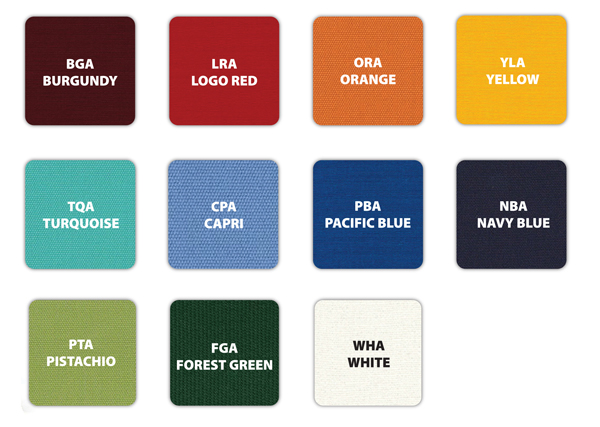 BGA
BURGUNDY
LRA
LOGO RED
ORA
ORANGE
YLA
YELLOW
TQA
TURQUOISE
CPA
CAPRI
PBA
PACIFIC BLUE
NBA
NAVY BLUE
PTA
PISTACHIO
FGA
FOREST GREEN
WHA
WHITE